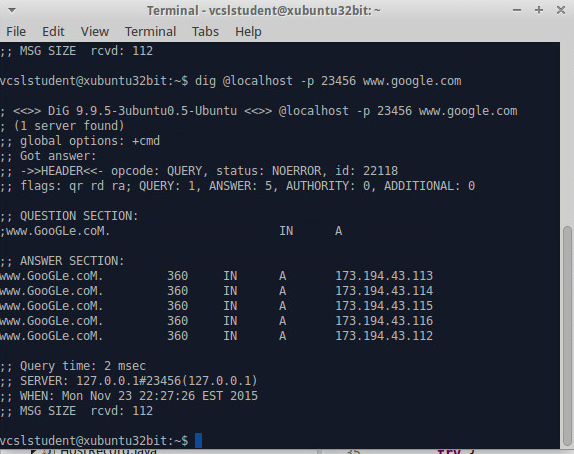 Terminal - vcslstudent@xubuntu32bit: ~
File Edit View Terminal Tabs Help
;; MSG SIZE  rcvd: 112
vcslstudent@xubuntu32bit:~$ dig @localhost -p 23456 www.google.com
; <<>> DiG 9.9.5-3ubuntu0.5-Ubuntu <<>> @localhost -p 23456 www.google.com
; (1 server found)
;; global options: +cmd
;; Got answer:
;; ->>HEADER<<- opcode: QUERY, status: NOERROR, id: 22118
;; flags: qr rd ra; QUERY: 1, ANSWER: 5, AUTHORITY: 0, ADDITIONAL: 0
;; QUESTION SECTION:
;www.GooGLe.coM. IN A
;; ANSWER SECTION:
www.GooGLe.coM. 360 IN A 173.194.43.113
www.GooGLe.coM. 360 IN A 173.194.43.114
www.GooGLe.coM. 360 IN A 173.194.43.115
www.GooGLe.coM. 360 IN A 173.194.43.116
www.GooGLe.coM. 360 IN A 173.194.43.112
;; Query time: 2 msec
;; SERVER: 127.0.0.1#23456(127.0.0.1)
;; WHEN: Mon Nov 23 22:27:26 EST 2015
;; MSG SIZE  rcvd: 112
vcslstudent@xubuntu32bit:~$
HostRecord.java 35 try {